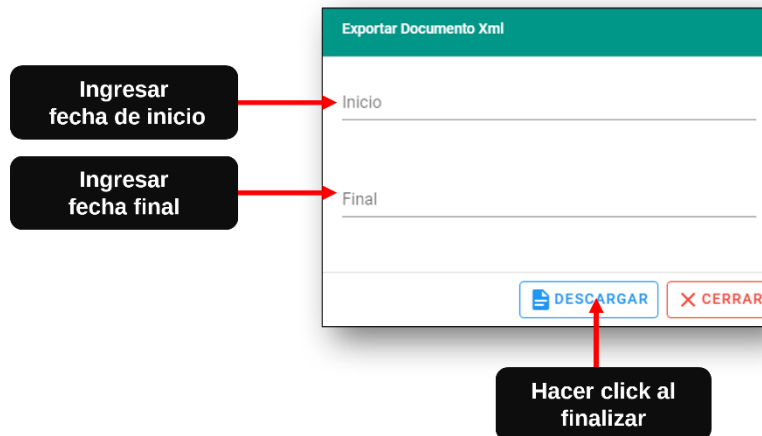 Exportar Documento Xml
Ingresar
fecha de inicio
Inicio
Ingresar
fecha final
Final
DESCARGAR
CERRAR
Hacer click al
finalizar